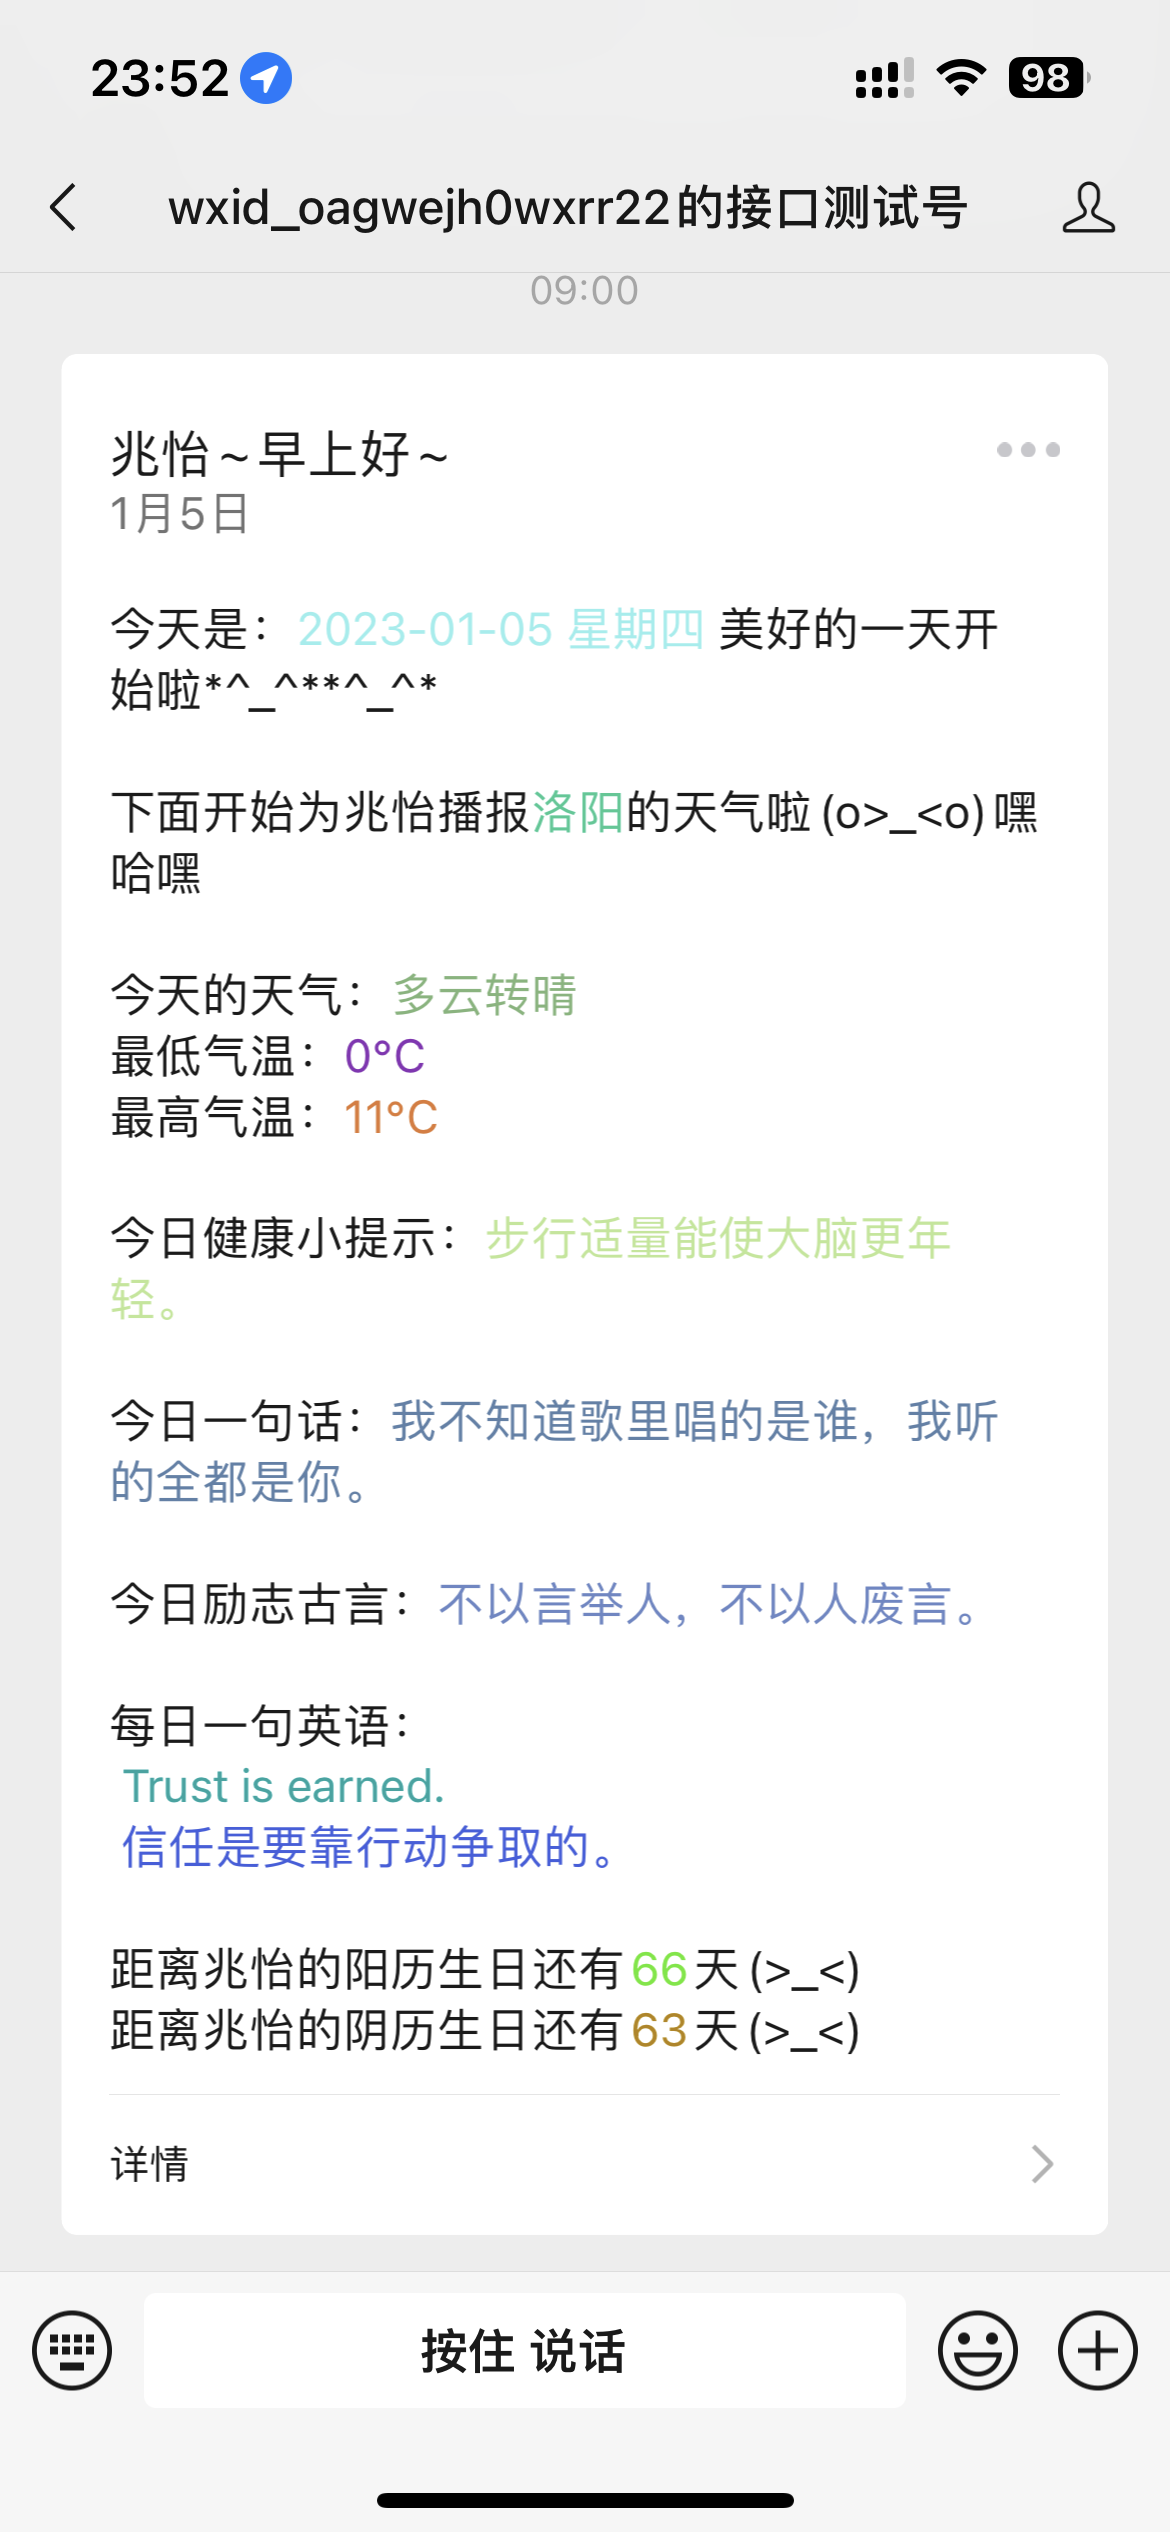 23:52
98
wxid_oagwejh0wxrr22的接口测试号
09:00
兆怡~早上好~
1月5日
今天是：2023-01-05 星期四 美好的一天开
始啦*^_^**^_^*
下面开始为兆怡播报洛阳的天气啦(o>_<o)嘿
哈嘿
今天的天气：多云转晴
最低气温：0°C
最高气温：11°C
今日健康小提示：步行适量能使大脑更年
轻。
今日一句话：我不知道歌里唱的是谁，我听
的全都是你。
今日励志古言：不以言举人，不以人废言。
每日一句英语：
Trust is earned.
信任是要靠行动争取的。
距离兆怡的阳历生日还有66天(>_<)
距离兆怡的阴历生日还有63天(>_<)
详情
按住 说话